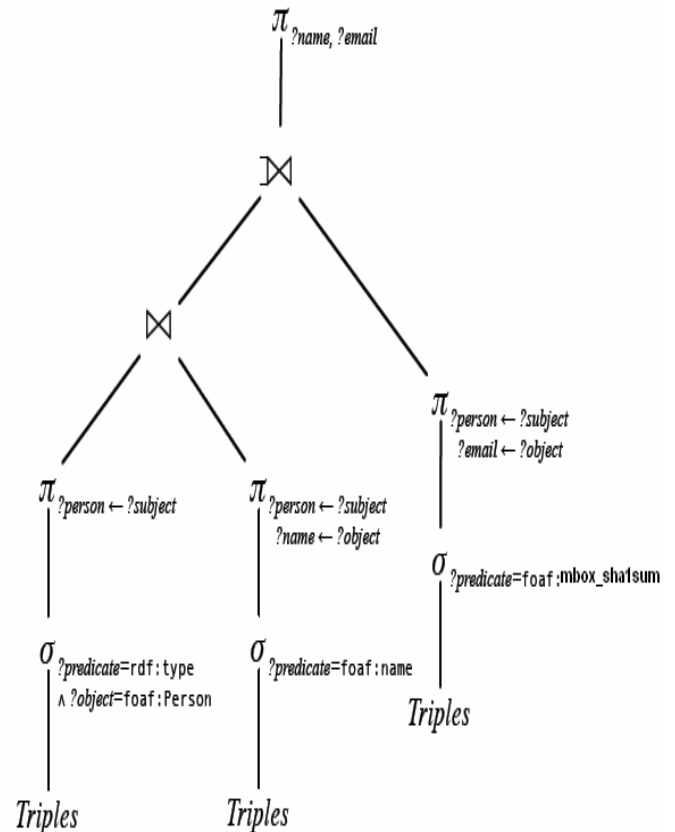 π ?name, ?email
⟕
⋈
π ?person ← ?subject
?email ← ?object
π ?person ← ?subject
π ?person ← ?subject
?name ← ?object
σ ?predicate=foaf:mbox_sha1sum
σ ?predicate=rdf:type
∧ ?object=foaf:Person
σ ?predicate=foaf:name
Triples
Triples
Triples